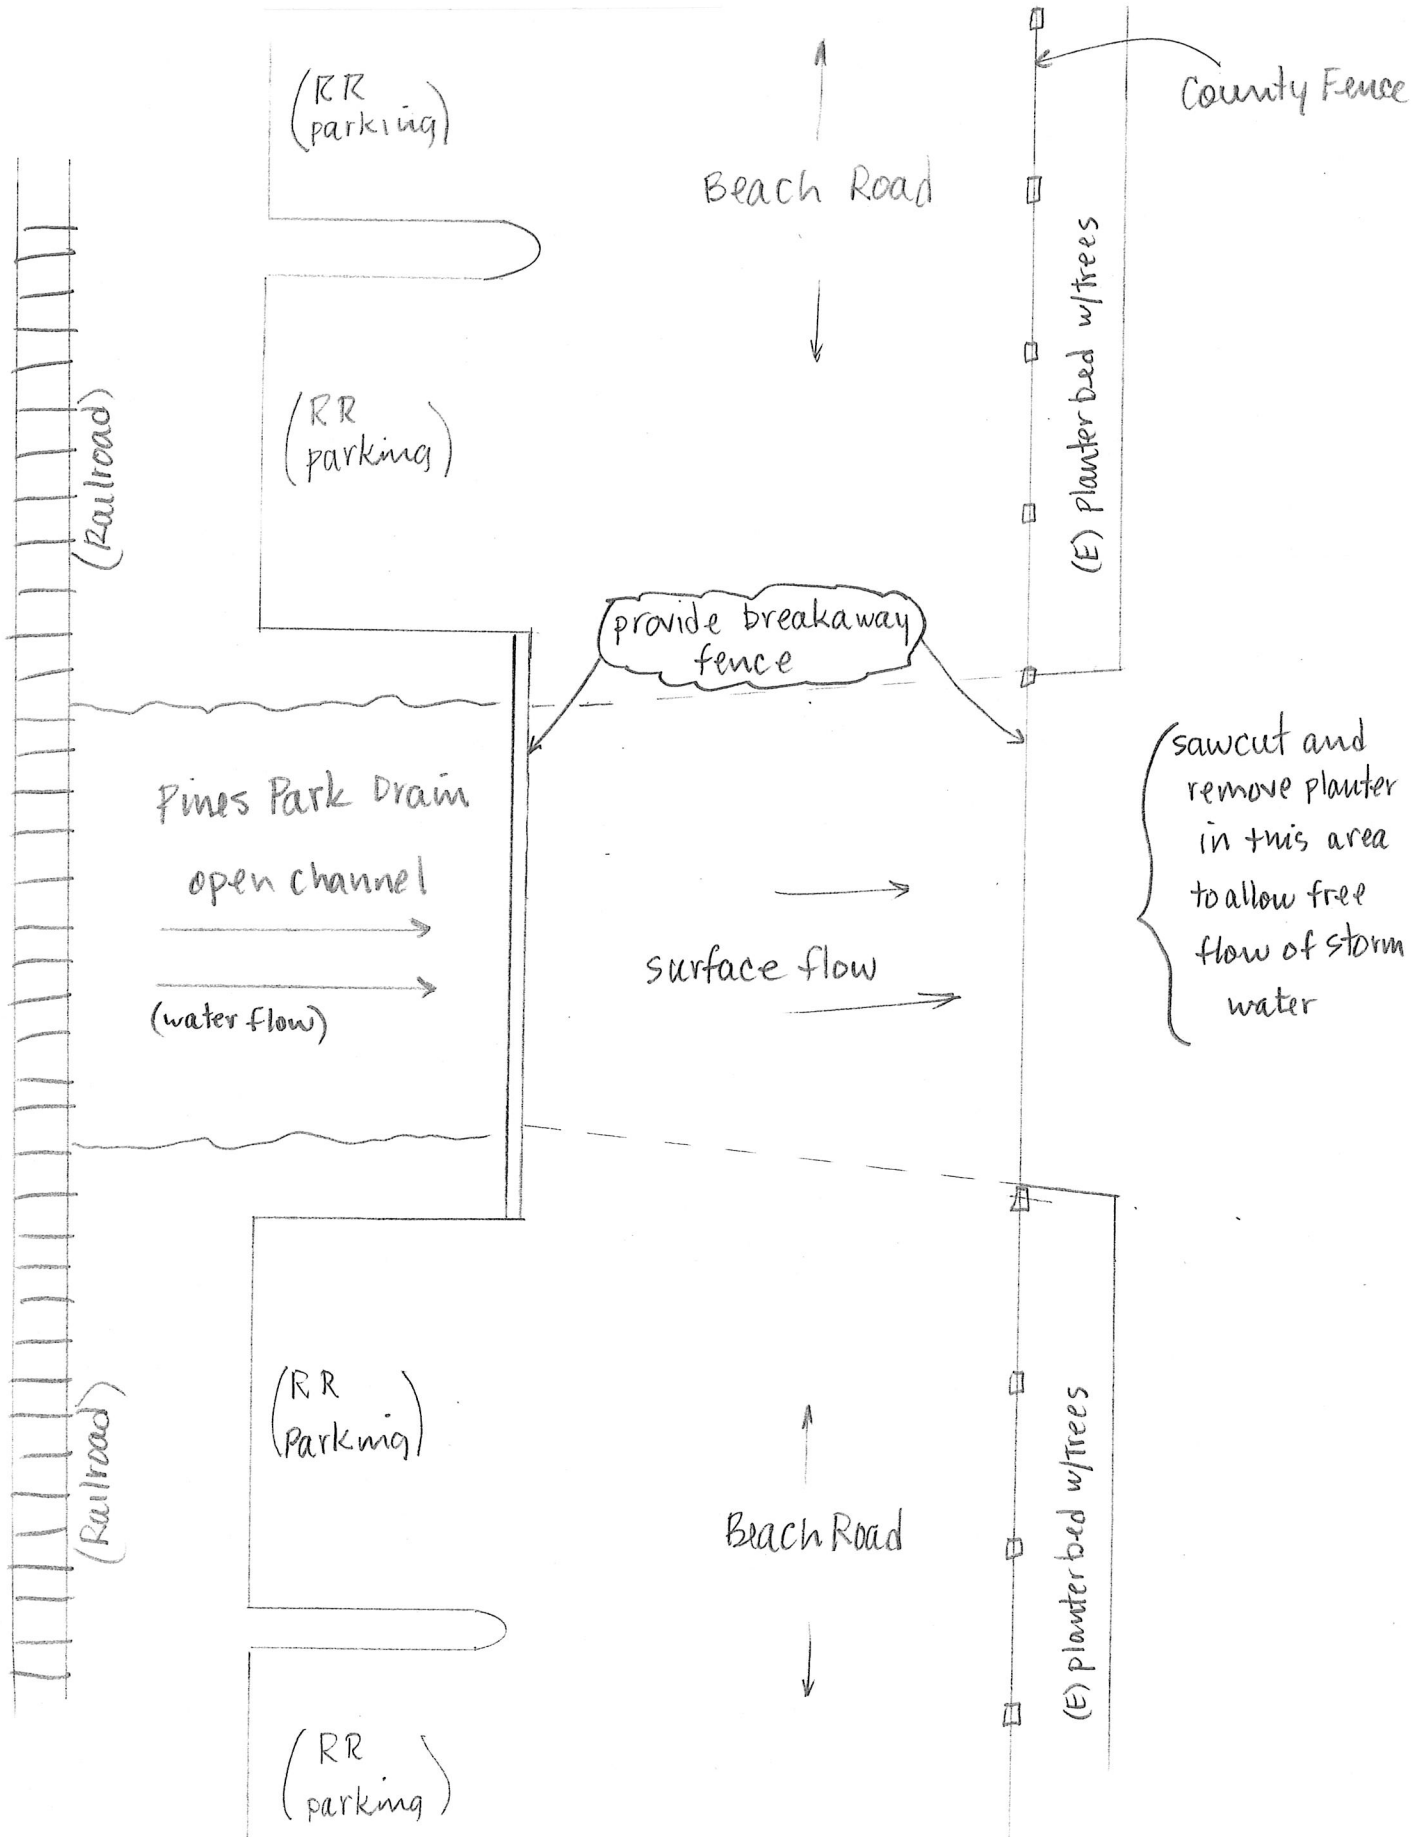 (RR
parking)
County Fence
Beach Road
(E) planter bed w/trees
(RR
parking)
(Railroad)
provide breakaway
fence
sawcut and
remove planter
in this area
to allow free
flow of storm
water
Pines Park Drain
open channel
(water flow)
surface flow
(RR
Parking)
(Railroad)
Beach Road
(E) planter bed w/Trees
(RR
parking)